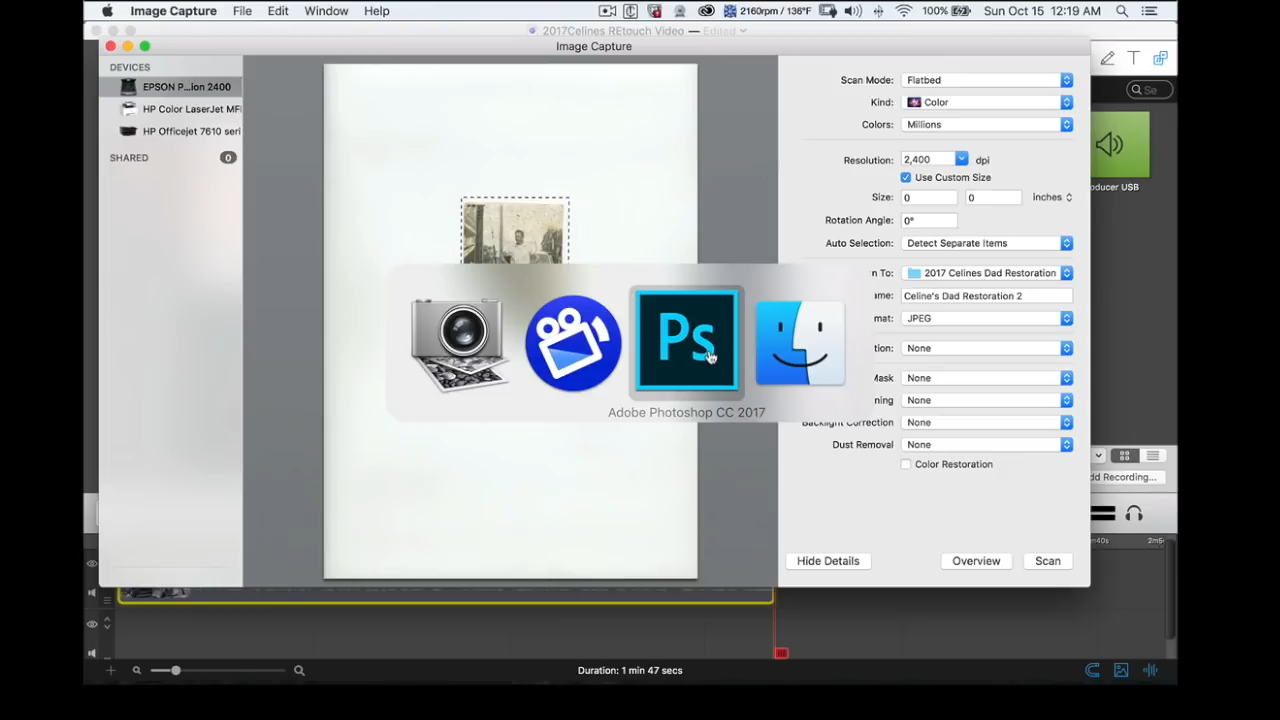 Image Capture File Edit Window Help 2160rpm / 136°F 100% Sun Oct 15 12:19 AM
2017Celines REtouch Video — Edited
Image Capture
DEVICES
EPSON P...ion 2400
HP Color LaserJet MFI
HP Officejet 7610 seri
SHARED 0
Scan Mode: Flatbed
Kind: Color
Colors: Millions
Resolution: 2,400 dpi
Use Custom Size
Size: 0 0 inches
Rotation Angle: 0°
Auto Selection: Detect Separate Items
n To: 2017 Celines Dad Restoration
ame: Celine's Dad Restoration 2
mat: JPEG
tion: None
Mask None
ning None
Backlight Correction: None
Dust Removal None
Color Restoration
Hide Details Overview Scan
Ps
Adobe Photoshop CC 2017
T
Se
oducer USB
dd Recording...
m40s 2m5
Duration: 1 min 47 secs